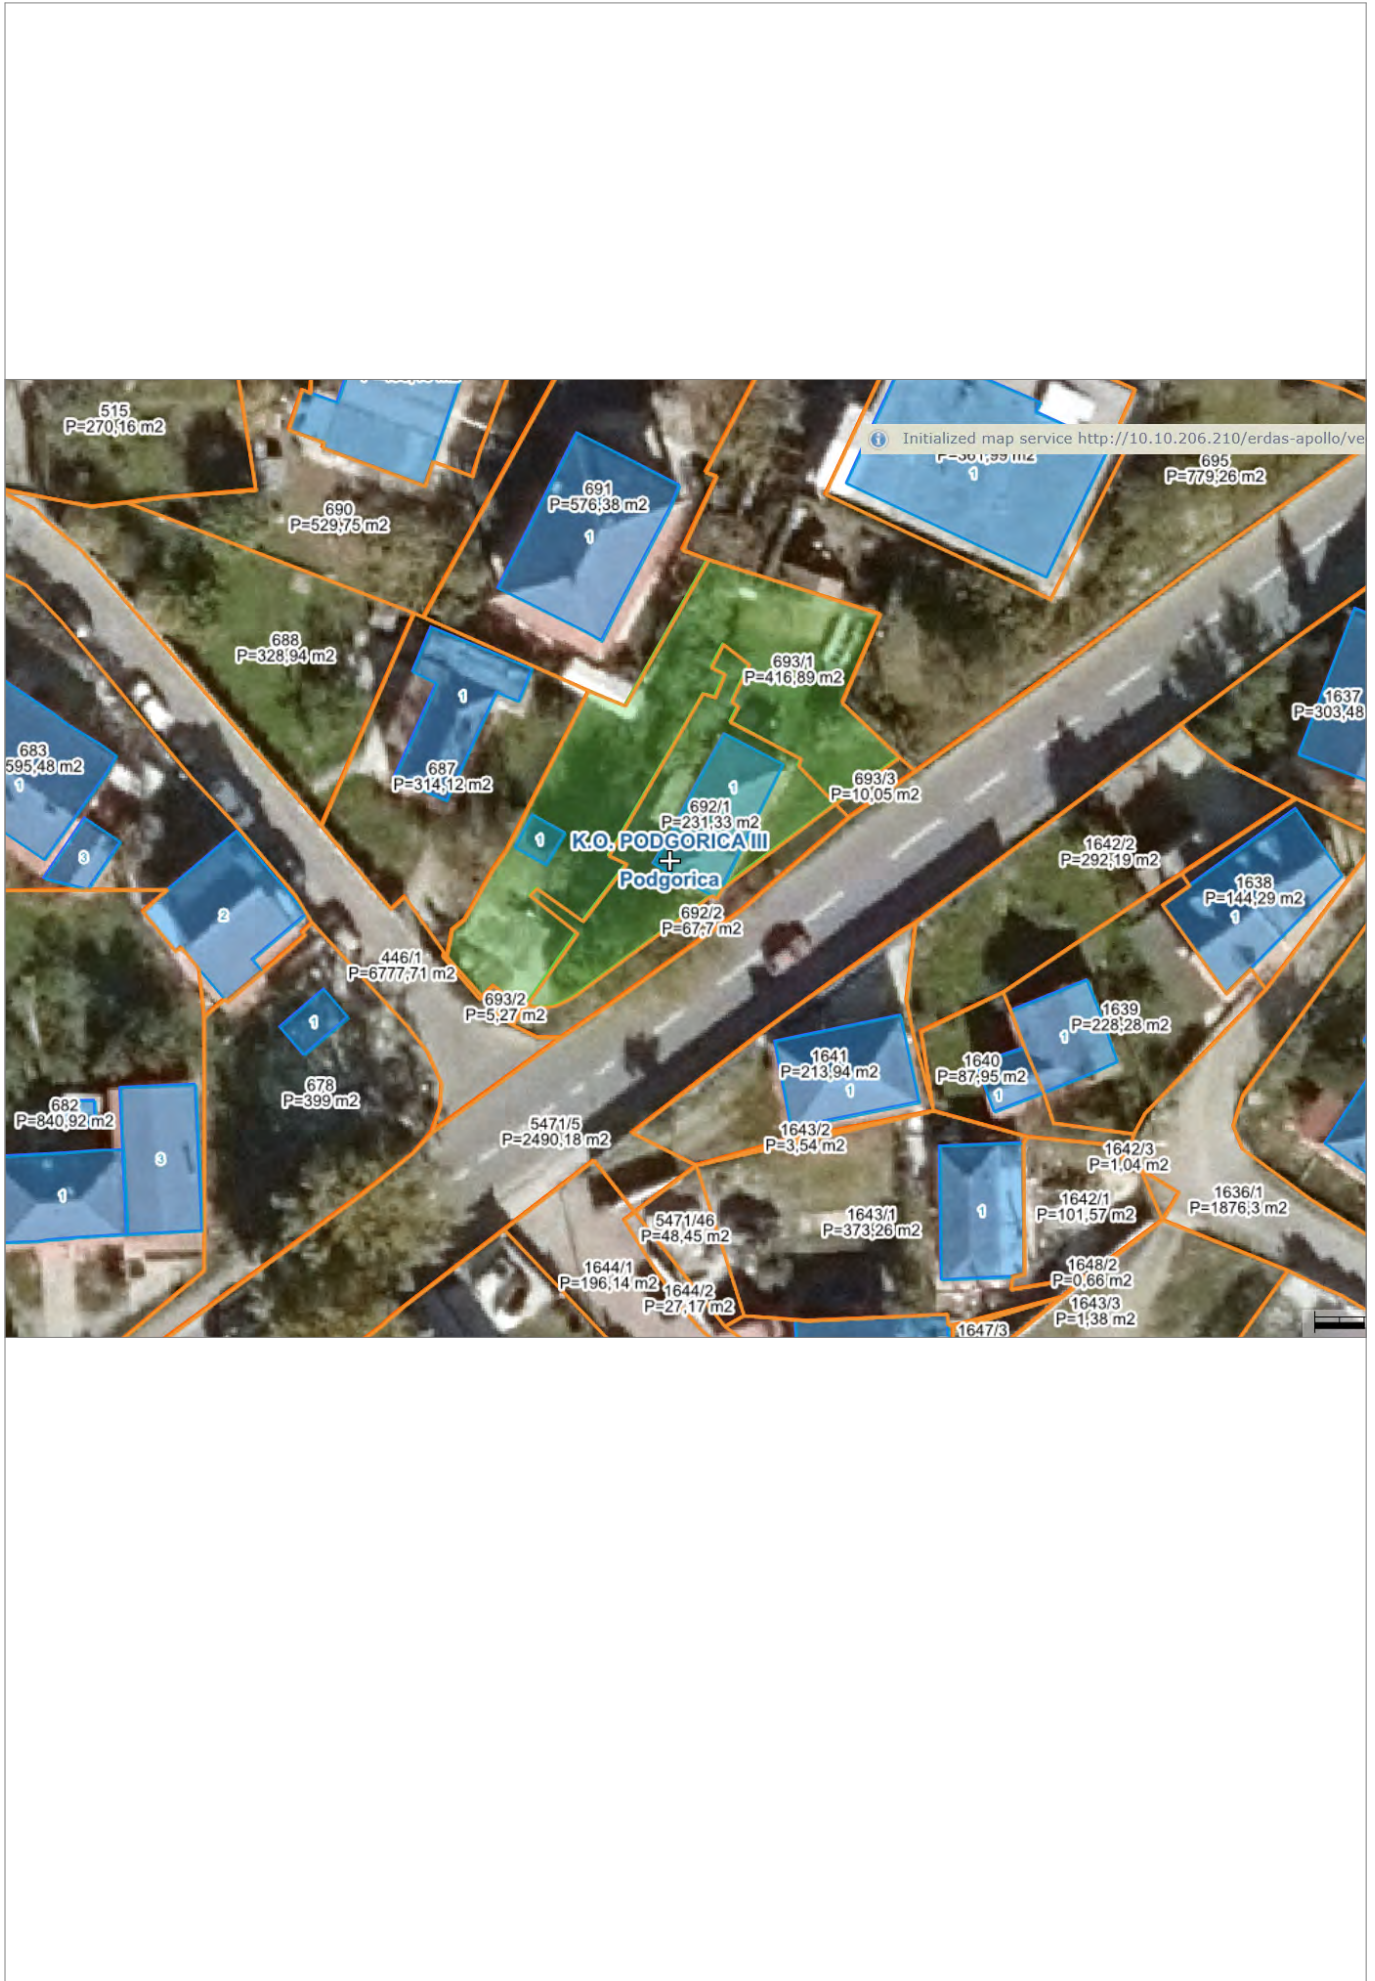 515
P=270,16 m2
Initialized map service http://10.10.206.210/erdas-apollo/ve
P=361,99 m2
1
695
P=779,26 m2
691
P=576,38 m2
1
690
P=529,75 m2
688
P=328,94 m2
693/1
P=416,89 m2
1
687
P=314,12 m2
1637
P=303,48
683
595,48 m2
1
693/3
P=10,05 m2
1
692/1
P=231,33 m2
1
K.O. PODGORICA III
Podgorica
3
1642/2
P=292,19 m2
1638
P=144,29 m2
1
2
692/2
P=67,7 m2
446/1
P=6777,71 m2
693/2
P=5,27 m2
1
1639
P=228,28 m2
1
1641
P=213,94 m2
1
1640
P=87,95 m2
1
678
P=399 m2
682
P=840,92 m2
5471/5
P=2490,18 m2
1643/2
P=3,54 m2
3
1642/3
P=1,04 m2
1
1
1642/1
P=101,57 m2
1636/1
P=1876,3 m2
5471/46
P=48,45 m2
1643/1
P=373,26 m2
1644/1
P=196,14 m2
1648/2
P=0,66 m2
1644/2
P=27,17 m2
1643/3
P=1,38 m2
1647/3